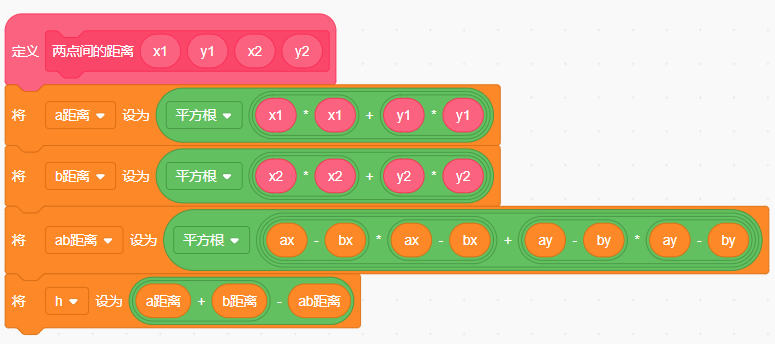 定义 两点间的距离 x1 y1 x2 y2
将 a距离 设为 平方根 x1 * x1 + y1 * y1
将 b距离 设为 平方根 x2 * x2 + y2 * y2
将 ab距离 设为 平方根 ax - bx * ax - bx + ay - by * ay - by
将 h 设为 a距离 + b距离 - ab距离